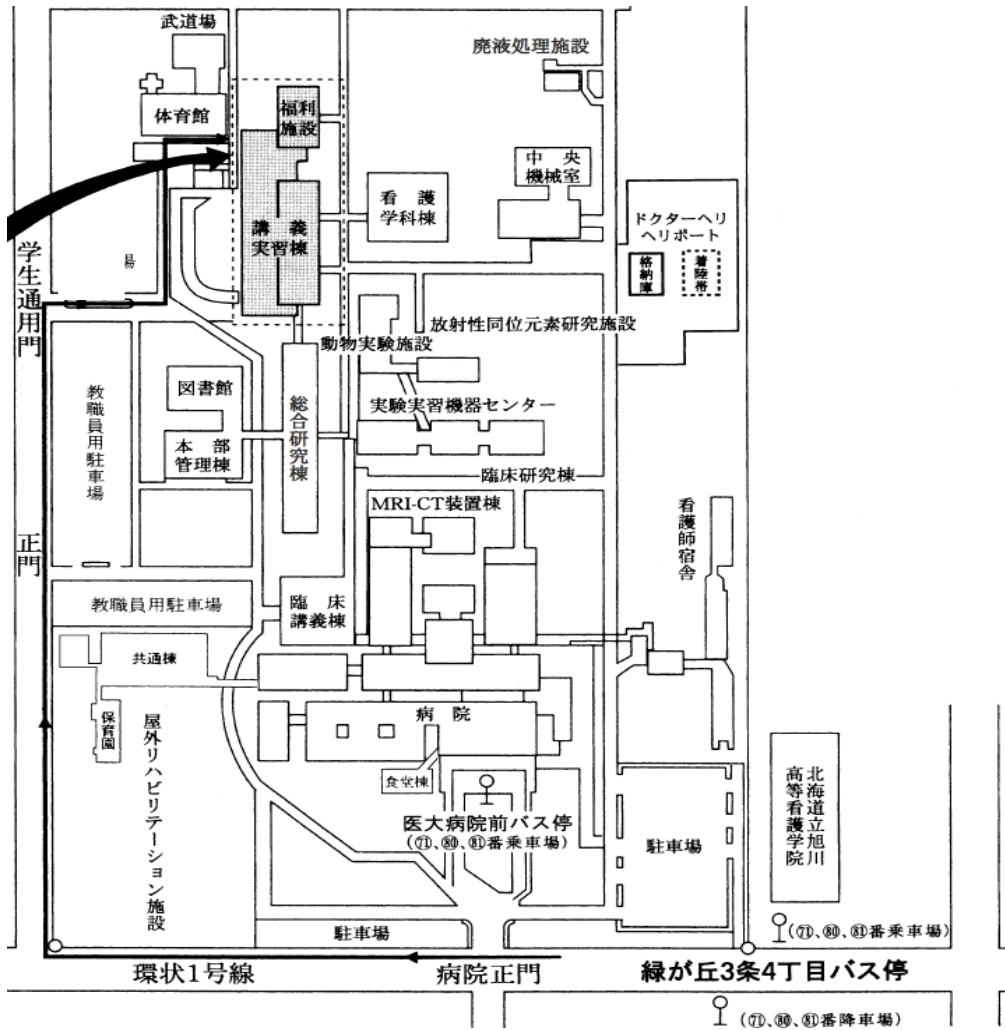 武道場
廃液処理施設
体育館
福利
施設
中央
機械室
看護
学科棟
ドクターヘリ
ヘリポート
講義
実習棟
格納庫
着陸帯
学生通用門
放射性同位元素研究施設
動物実験施設
図書館
教職員用駐車場
総合研究棟
実験実習機器センター
本部
管理棟
臨床研究棟
MRI-CT装置棟
看護師宿舎
正門
教職員用駐車場
臨床
講義棟
共通棟
保育園
病院
屋外リハビリテーション施設
食堂棟
北海道立旭川
高等看護学院
医大病院前バス停
(㋆、㊿、81番乗車場)
駐車場
駐車場
(71、80、81番乗車場)
環状1号線
病院正門
緑が丘3条4丁目バス停
(71、80、81番降車場)